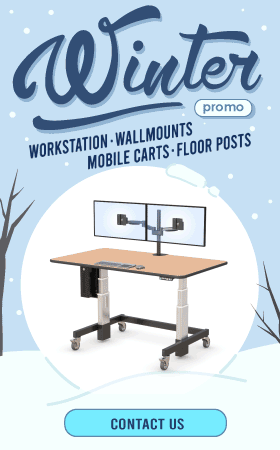 Winter
promo
WORKSTATION · WALLMOUNTS
MOBILE CARTS · FLOOR POSTS
CONTACT US